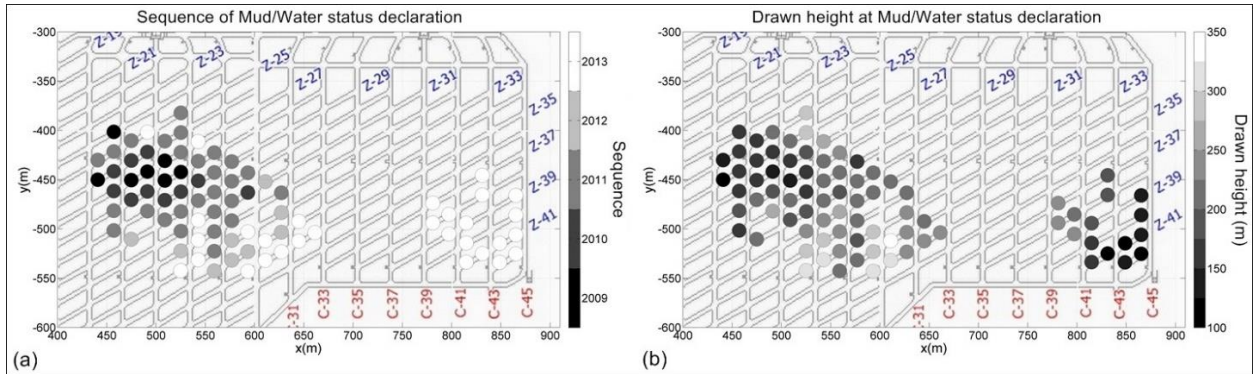 Sequence of Mud/Water status declaration
-300
-350
-400
-450
-500
-550
-600
y(m)
400 450 500 550 600 650 700 750 800 850 900
x(m)
Z-19
Z-21
Z-23
Z-25
Z-27
Z-29
Z-31
Z-33
Z-35
Z-37
Z-39
Z-41
C-31
C-33
C-35
C-37
C-39
C-41
C-43
C-45
2013
2012
2011
2010
2009
Sequence
(a)
Drawn height at Mud/Water status declaration
-300
-350
-400
-450
-500
-550
-600
y(m)
400 450 500 550 600 650 700 750 800 850 900
x(m)
Z-19
Z-21
Z-23
Z-25
Z-27
Z-29
Z-31
Z-33
Z-35
Z-37
Z-39
Z-41
C-31
C-33
C-35
C-37
C-39
C-41
C-43
C-45
350
300
250
200
150
100
Drawn height (m)
(b)